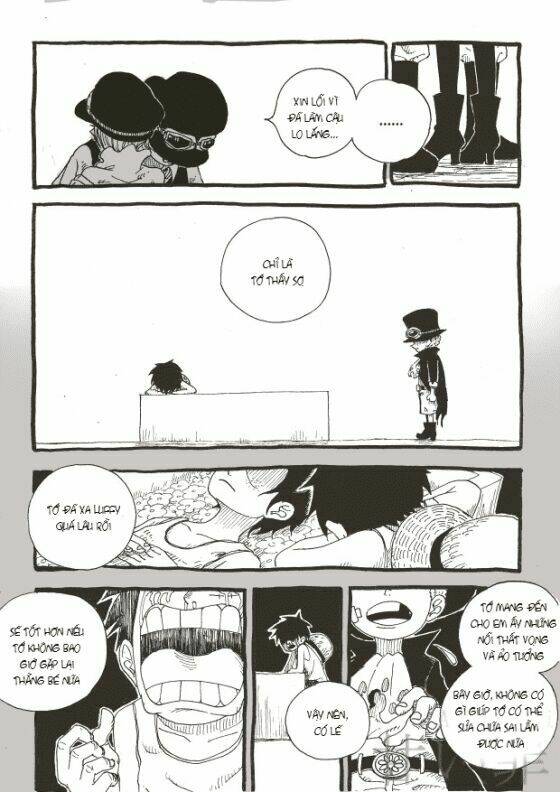 XIN LỖI VÌ
ĐÃ LÀM CẬU
LO LẮNG...
......
CHỈ LÀ
TỚ THẤY SỢ
TỚ ĐÃ XA LUFFY
QUÁ LÂU RỒI
SẼ TỐT HƠN NẾU
TỚ KHÔNG BAO
GIỜ GẶP LẠI
THẰNG BÉ NỮA
VẬY NÊN,
CÓ LẼ
TỚ MANG ĐẾN
CHO EM ẤY NHỮNG
NỖI THẤT VỌNG
VÀ ẢO TƯỞNG
BÂY GIỜ, KHÔNG CÓ
GÌ GIÚP TỚ CÓ THỂ
SỬA CHỮA SAI LẦM
ĐƯỢC NỮA